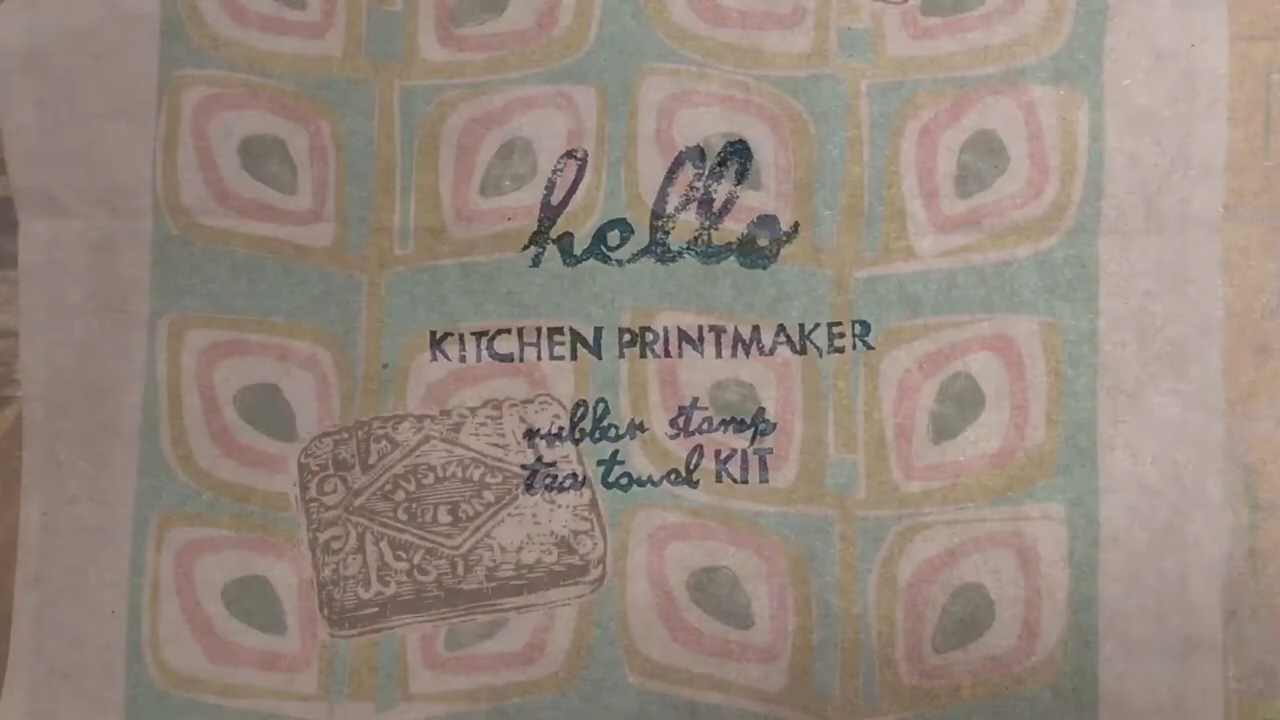 hello
KITCHEN PRINTMAKER
rubber stamp
tea towel KIT
CUSTARD
CREAM